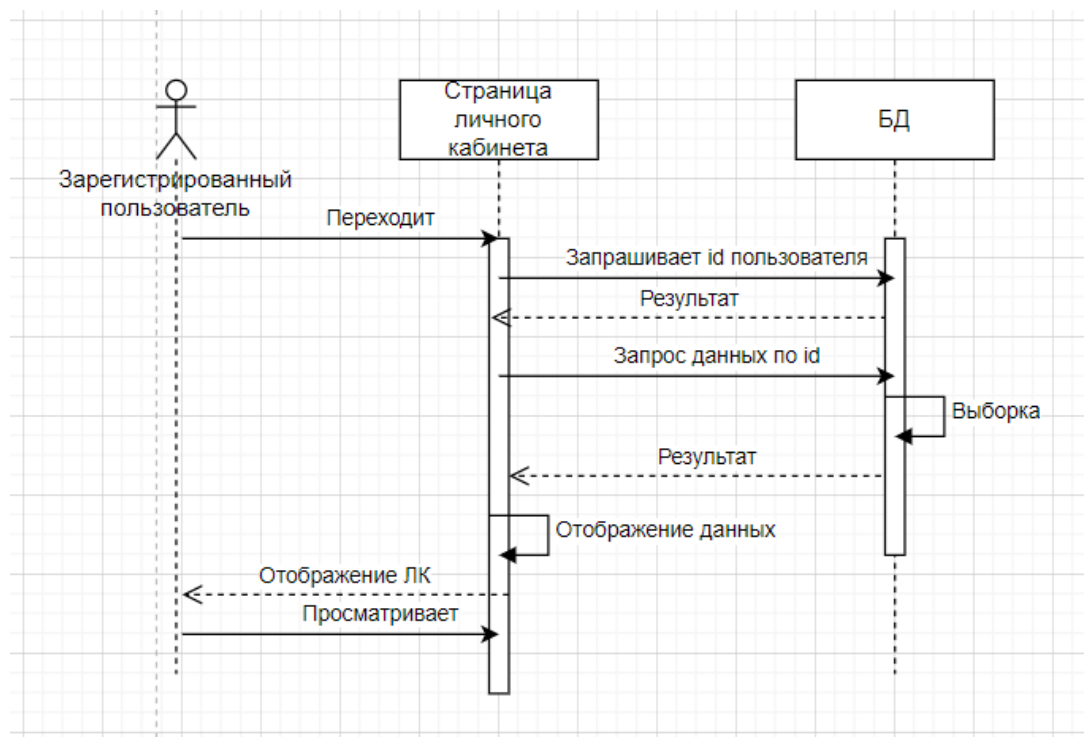 Страница
личного
кабинета
БД
Зарегистрированный
пользователь
Переходит
Запрашивает id пользователя
Результат
Запрос данных по id
Выборка
Результат
Отображение данных
Отображение ЛК
Просматривает